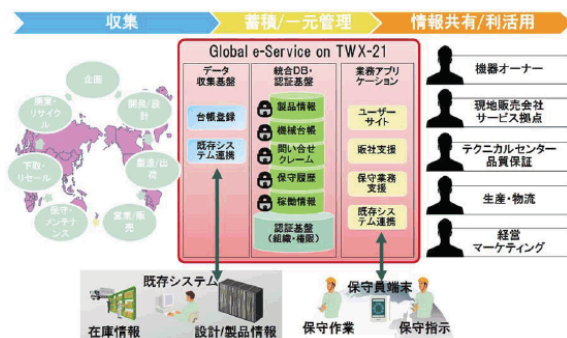 収集
蓄積/一元管理
情報共有/利活用
Global e-Service on TWX-21
データ
収集基盤
台帳登録
既存シス
テム連携
統合DB・
認証基盤
製品情報
機械台帳
問い合せ
クレーム
保守履歴
稼働情報
認証基盤
(組織・権限)
業務アプリ
ケーション
ユーザー
サイト
販社支援
保守業務
支援
既存シス
テム連携
企画
開発/設
計
製造/出
荷
営業/販
売
保守・
メンテナ
ンス
下取・
リセール
廃棄・
リサイク
ル
機器オーナー
現地販売会社
サービス拠点
テクニカルセンター
品質保証
生産・物流
経営
マーケティング
既存システム
在庫情報
設計/製品情報
保守員端末
保守作業
保守指示